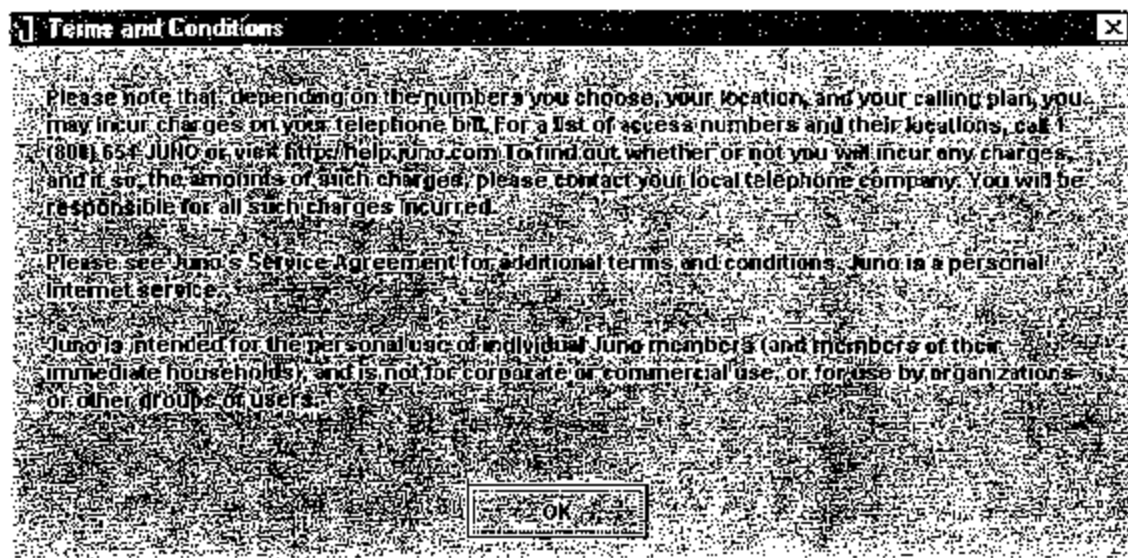 Terms and Conditions
Please note that, depending on the numbers you choose, your location, and your calling plan, you
may incur charges on your telephone bill. For a list of access numbers and their locations, call 1
(800) 654-JUNO or visit http://help.juno.com To find out whether or not you will incur any charges,
and if so, the amounts of such charges, please contact your local telephone company. You will be
responsible for all such charges incurred.
Please see Juno's Service Agreement for additional terms and conditions. Juno is a personal
Internet service.
Juno is intended for the personal use of individual Juno members (and members of their
immediate households), and is not for corporate or commercial use, or for use by organizations
or other groups of users.
OK